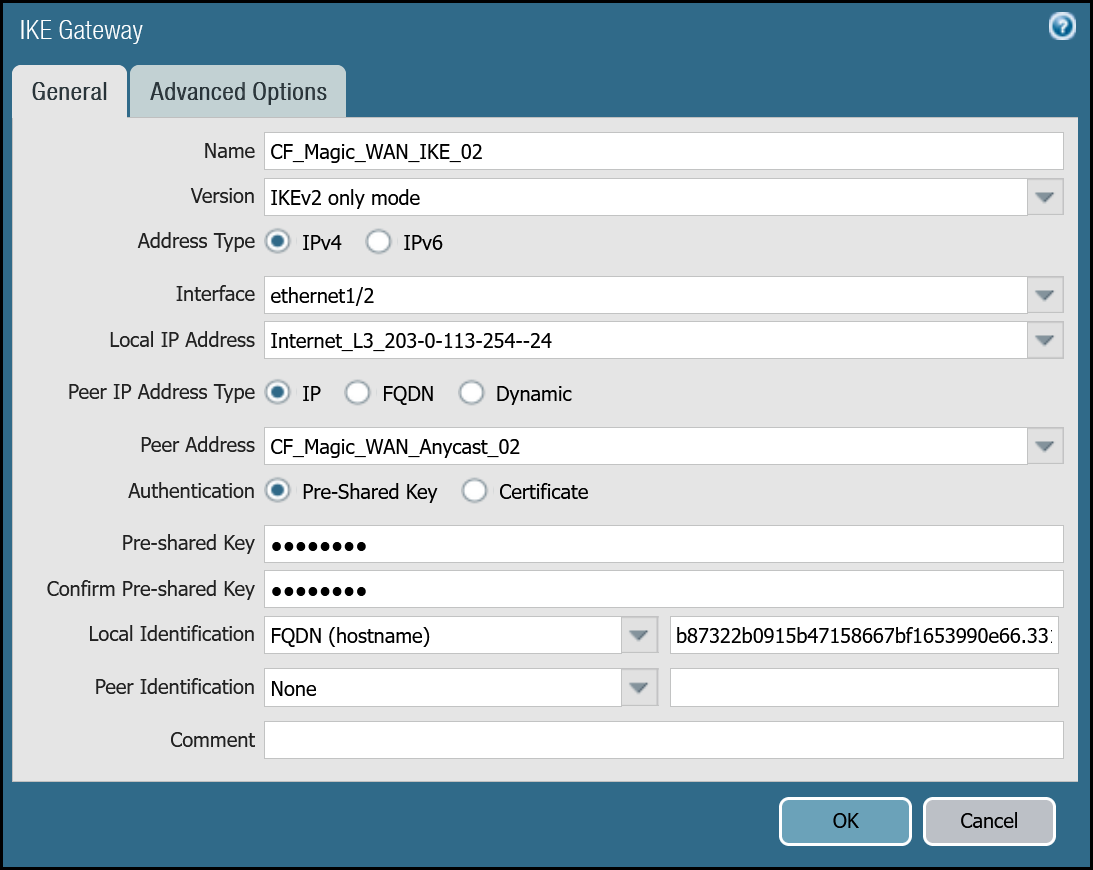 IKE Gateway
General Advanced Options
Name CF_Magic_WAN_IKE_02
Version IKEv2 only mode
Address Type IPv4 IPv6
Interface ethernet1/2
Local IP Address Internet_L3_203-0-113-254--24
Peer IP Address Type IP FQDN Dynamic
Peer Address CF_Magic_WAN_Anycast_02
Authentication Pre-Shared Key Certificate
Pre-shared Key ●●●●●●●●
Confirm Pre-shared Key ●●●●●●●●
Local Identification FQDN (hostname) b87322b0915b47158667bf1653990e66.331
Peer Identification None
Comment
OK Cancel